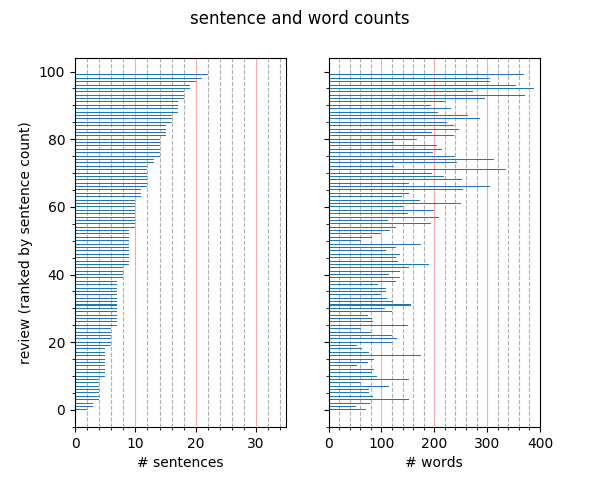 sentence and word counts
review (ranked by sentence count)
100
80
60
40
20
0
0 10 20 30
# sentences
0 100 200 300 400
# words